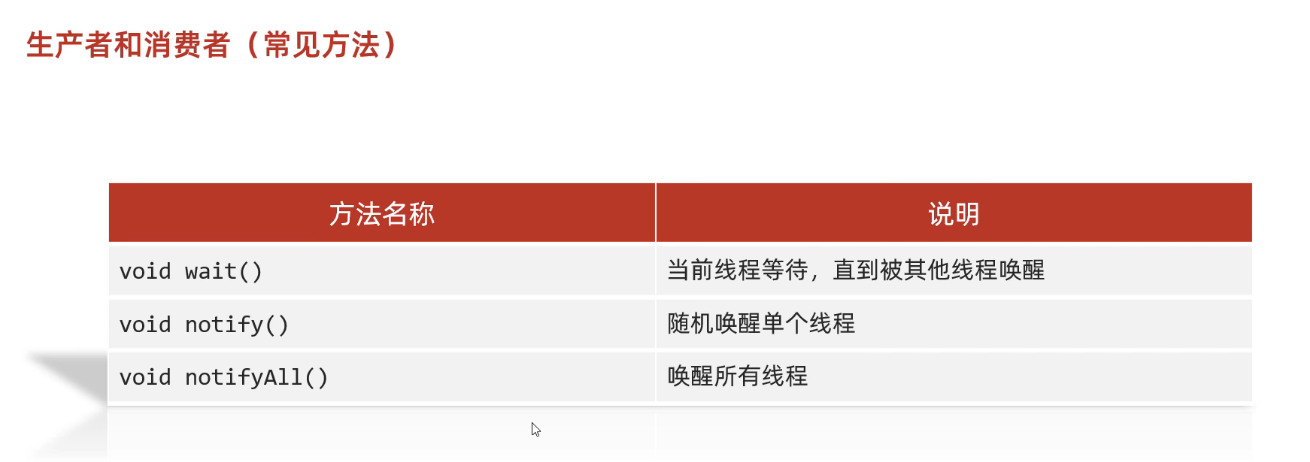 生产者和消费者（常见方法）
方法名称 说明
void wait() 当前线程等待，直到被其他线程唤醒
void notify() 随机唤醒单个线程
void notifyAll() 唤醒所有线程